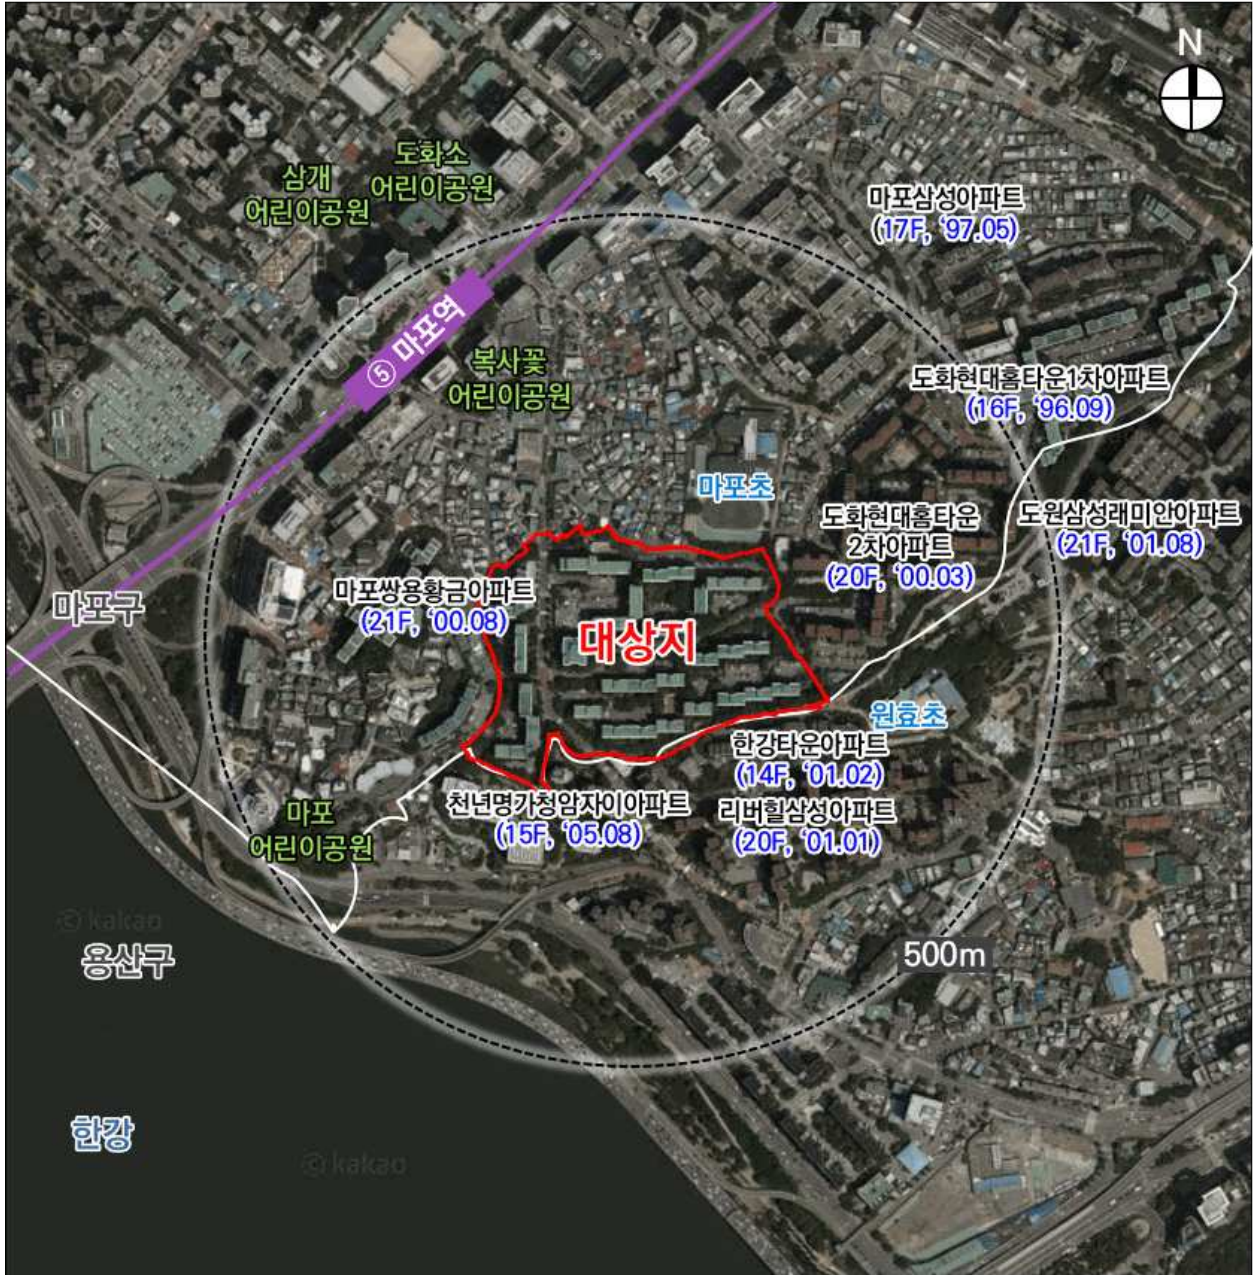 N
도화소
어린이공원
삼개
어린이공원
마포삼성아파트
(17F, ‘97.05)
⑤ 마포역
복사꽃
어린이공원
도화현대홈타운1차아파트
(16F, ‘96.09)
마포초
도화현대홈타운
2차아파트
(20F, ‘00.03)
도원삼성래미안아파트
(21F, ‘01.08)
마포쌍용황금아파트
(21F, ‘00.08)
마포구
대상지
원효초
한강타운아파트
(14F, ‘01.02)
천년명가청암자이아파트
(15F, ‘05.08)
리버힐삼성아파트
(20F, ‘01.01)
마포
어린이공원
© kakao
용산구
500m
한강
© kakao